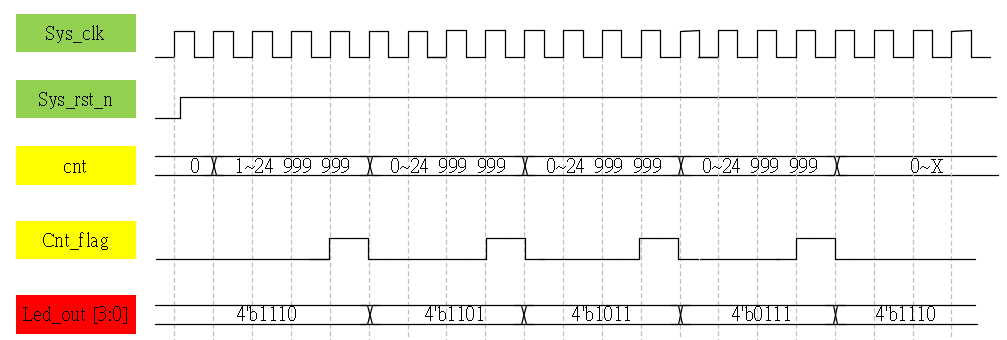 Sys_clk
Sys_rst_n
cnt 0 1~24 999 999 0~24 999 999 0~24 999 999 0~24 999 999 0~X
Cnt_flag
Led_out [3:0] 4'b1110 4'b1101 4'b1011 4'b0111 4'b1110